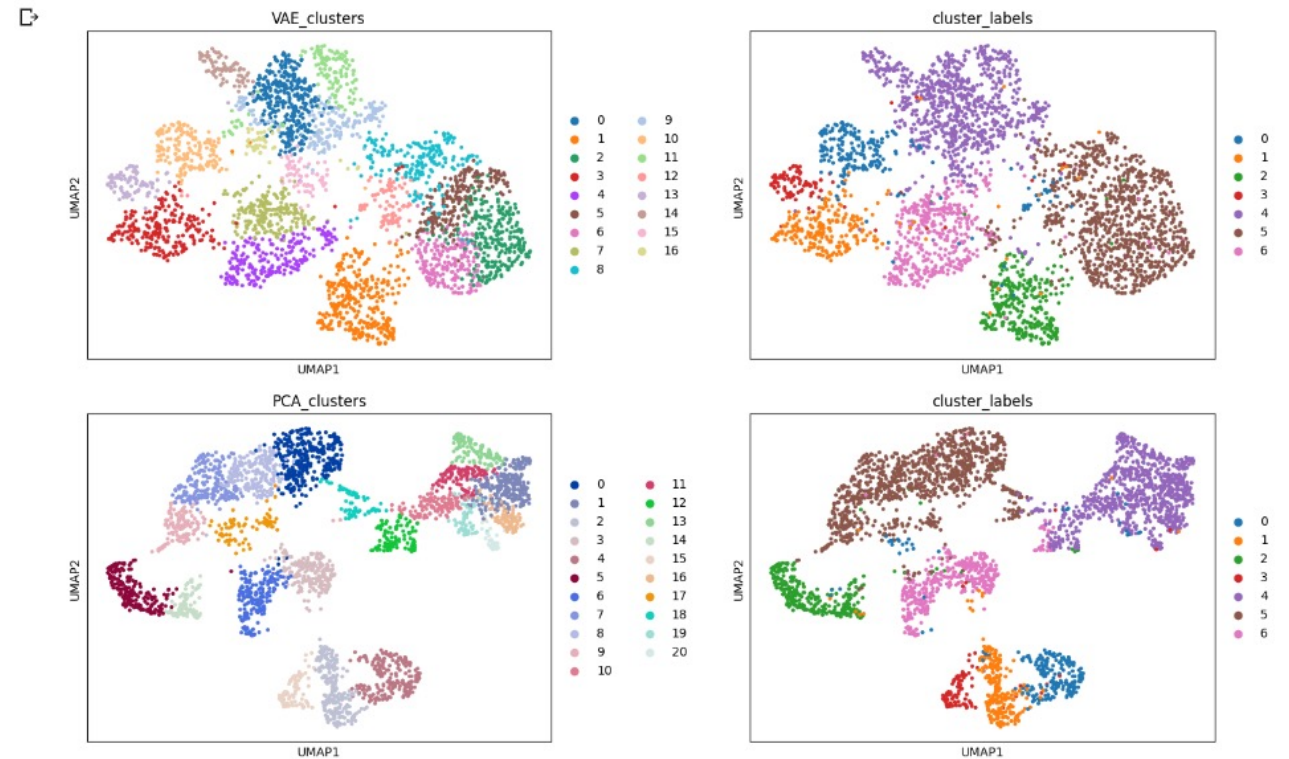 VAE_clusters
UMAP2
UMAP1
0 9
1 10
2 11
3 12
4 13
5 14
6 15
7 16
8
cluster_labels
UMAP2
UMAP1
0
1
2
3
4
5
6
PCA_clusters
UMAP2
UMAP1
0 11
1 12
2 13
3 14
4 15
5 16
6 17
7 18
8 19
9 20
10
cluster_labels
UMAP2
UMAP1
0
1
2
3
4
5
6